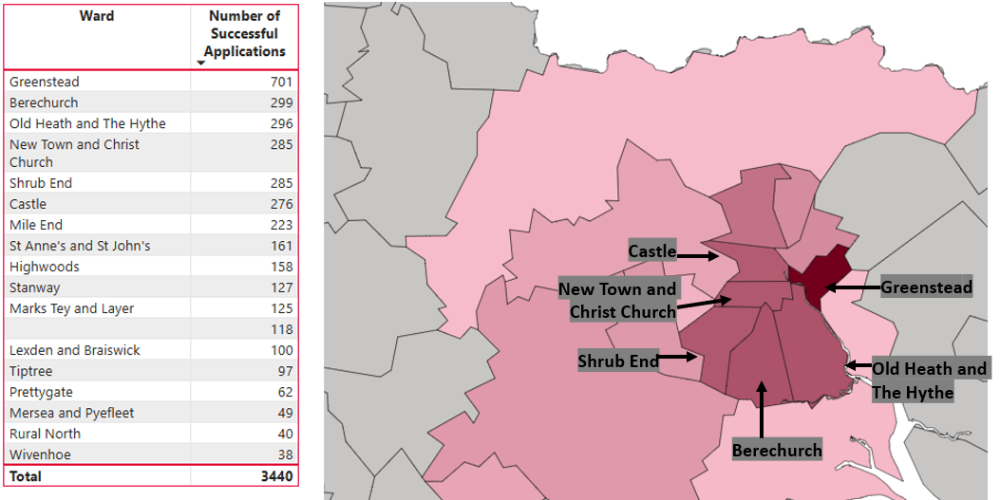 Ward Number of Successful Applications
Greenstead 701
Berechurch 299
Old Heath and The Hythe 296
New Town and Christ Church 285
Shrub End 285
Castle 276
Mile End 223
St Anne's and St John's 161
Highwoods 158
Stanway 127
Marks Tey and Layer 125
118
Lexden and Braiswick 100
Tiptree 97
Prettygate 62
Mersea and Pyefleet 49
Rural North 40
Wivenhoe 38
Total 3440
Castle
New Town and
Christ Church
Greenstead
Shrub End
Old Heath and
The Hythe
Berechurch